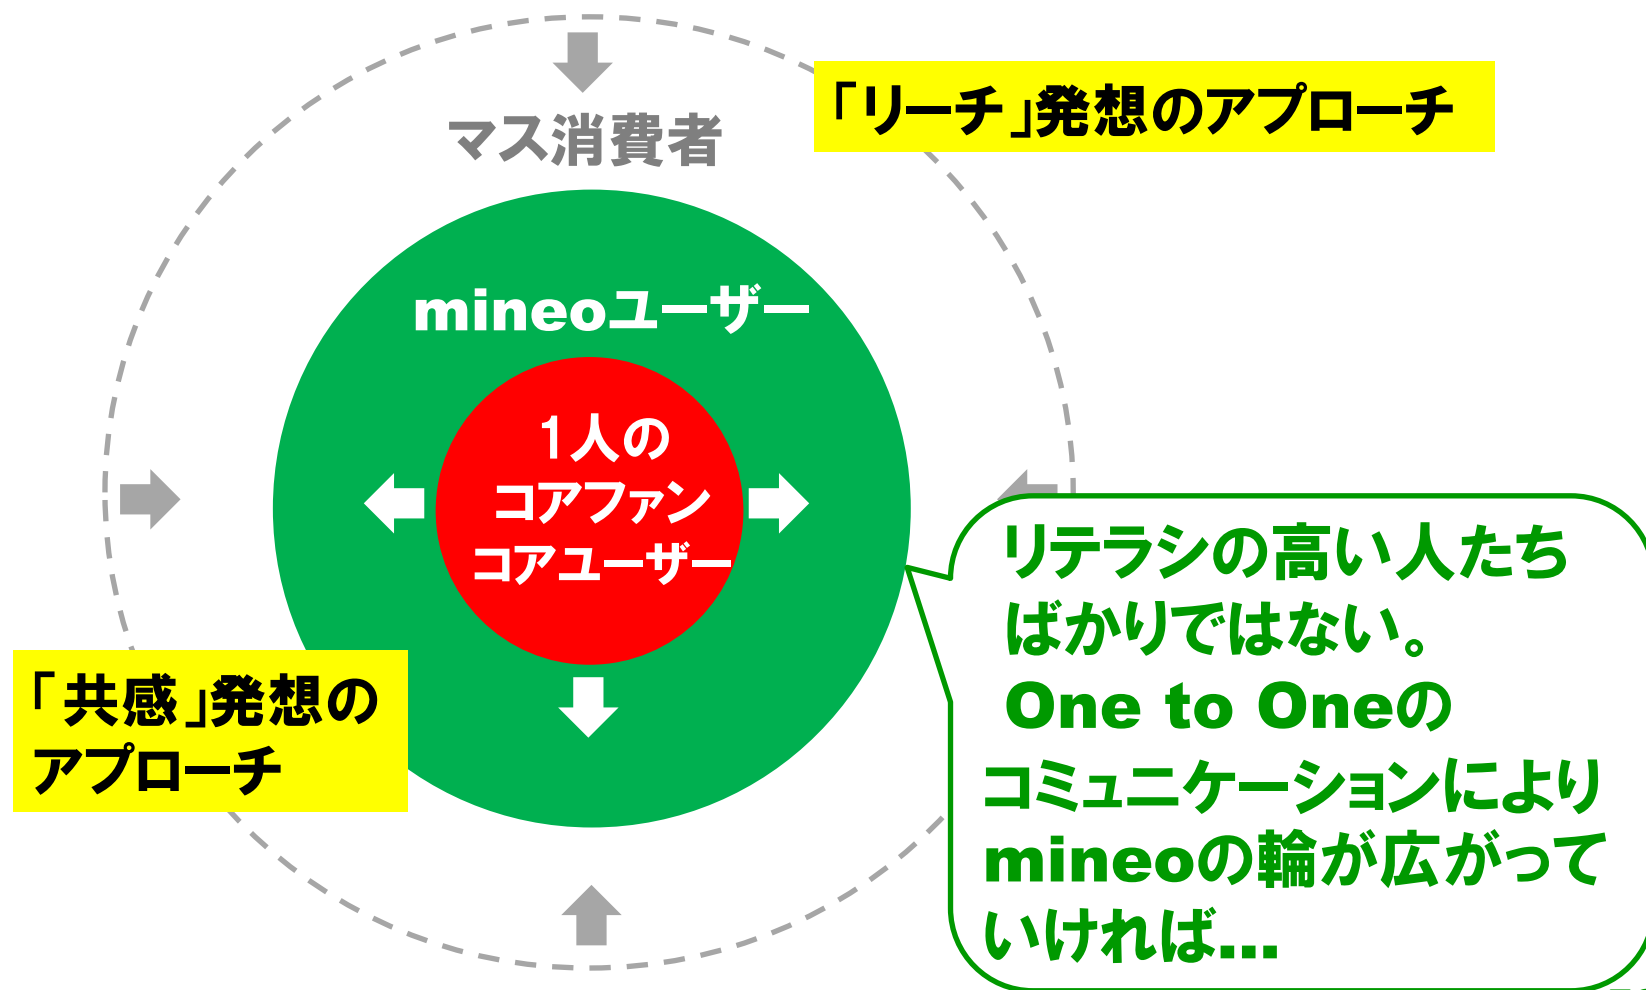 「リーチ」発想のアプローチ
マス消費者
mineoユーザー
1人の
コアファン
コアユーザー
「共感」発想の
アプローチ
リテラシの高い人たち
ばかりではない。
One to Oneの
コミュニケーションにより
mineoの輪が広がって
いければ…